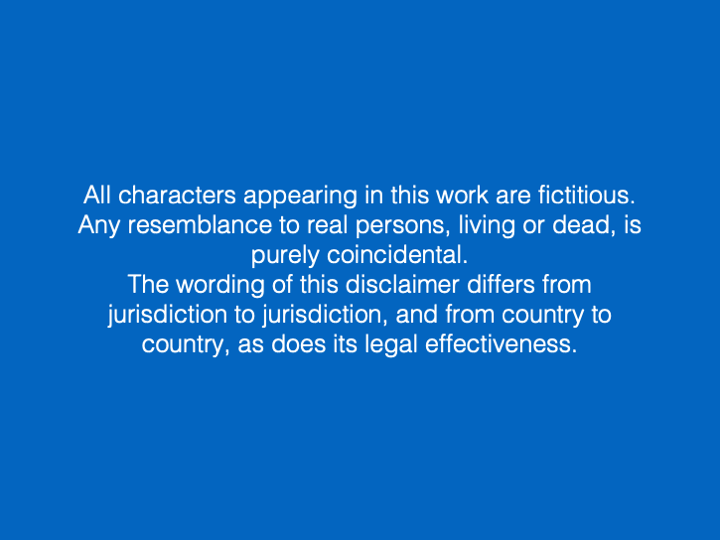 All characters appearing in this work are fictitious.
Any resemblance to real persons, living or dead, is
purely coincidental.
The wording of this disclaimer differs from
jurisdiction to jurisdiction, and from country to
country, as does its legal effectiveness.